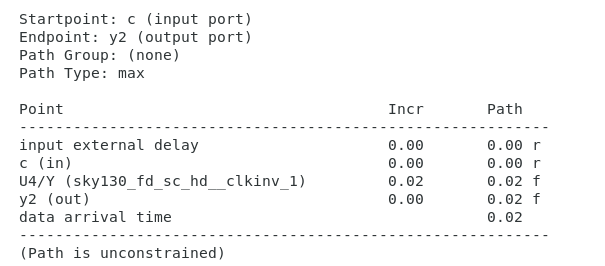 Startpoint: c (input port)
Endpoint: y2 (output port)
Path Group: (none)
Path Type: max
Point Incr Path
-----------------------------------------------------------
input external delay 0.00 0.00 r
c (in) 0.00 0.00 r
U4/Y (sky130_fd_sc_hd__clkinv_1) 0.02 0.02 f
y2 (out) 0.00 0.02 f
data arrival time 0.02
-----------------------------------------------------------
(Path is unconstrained)